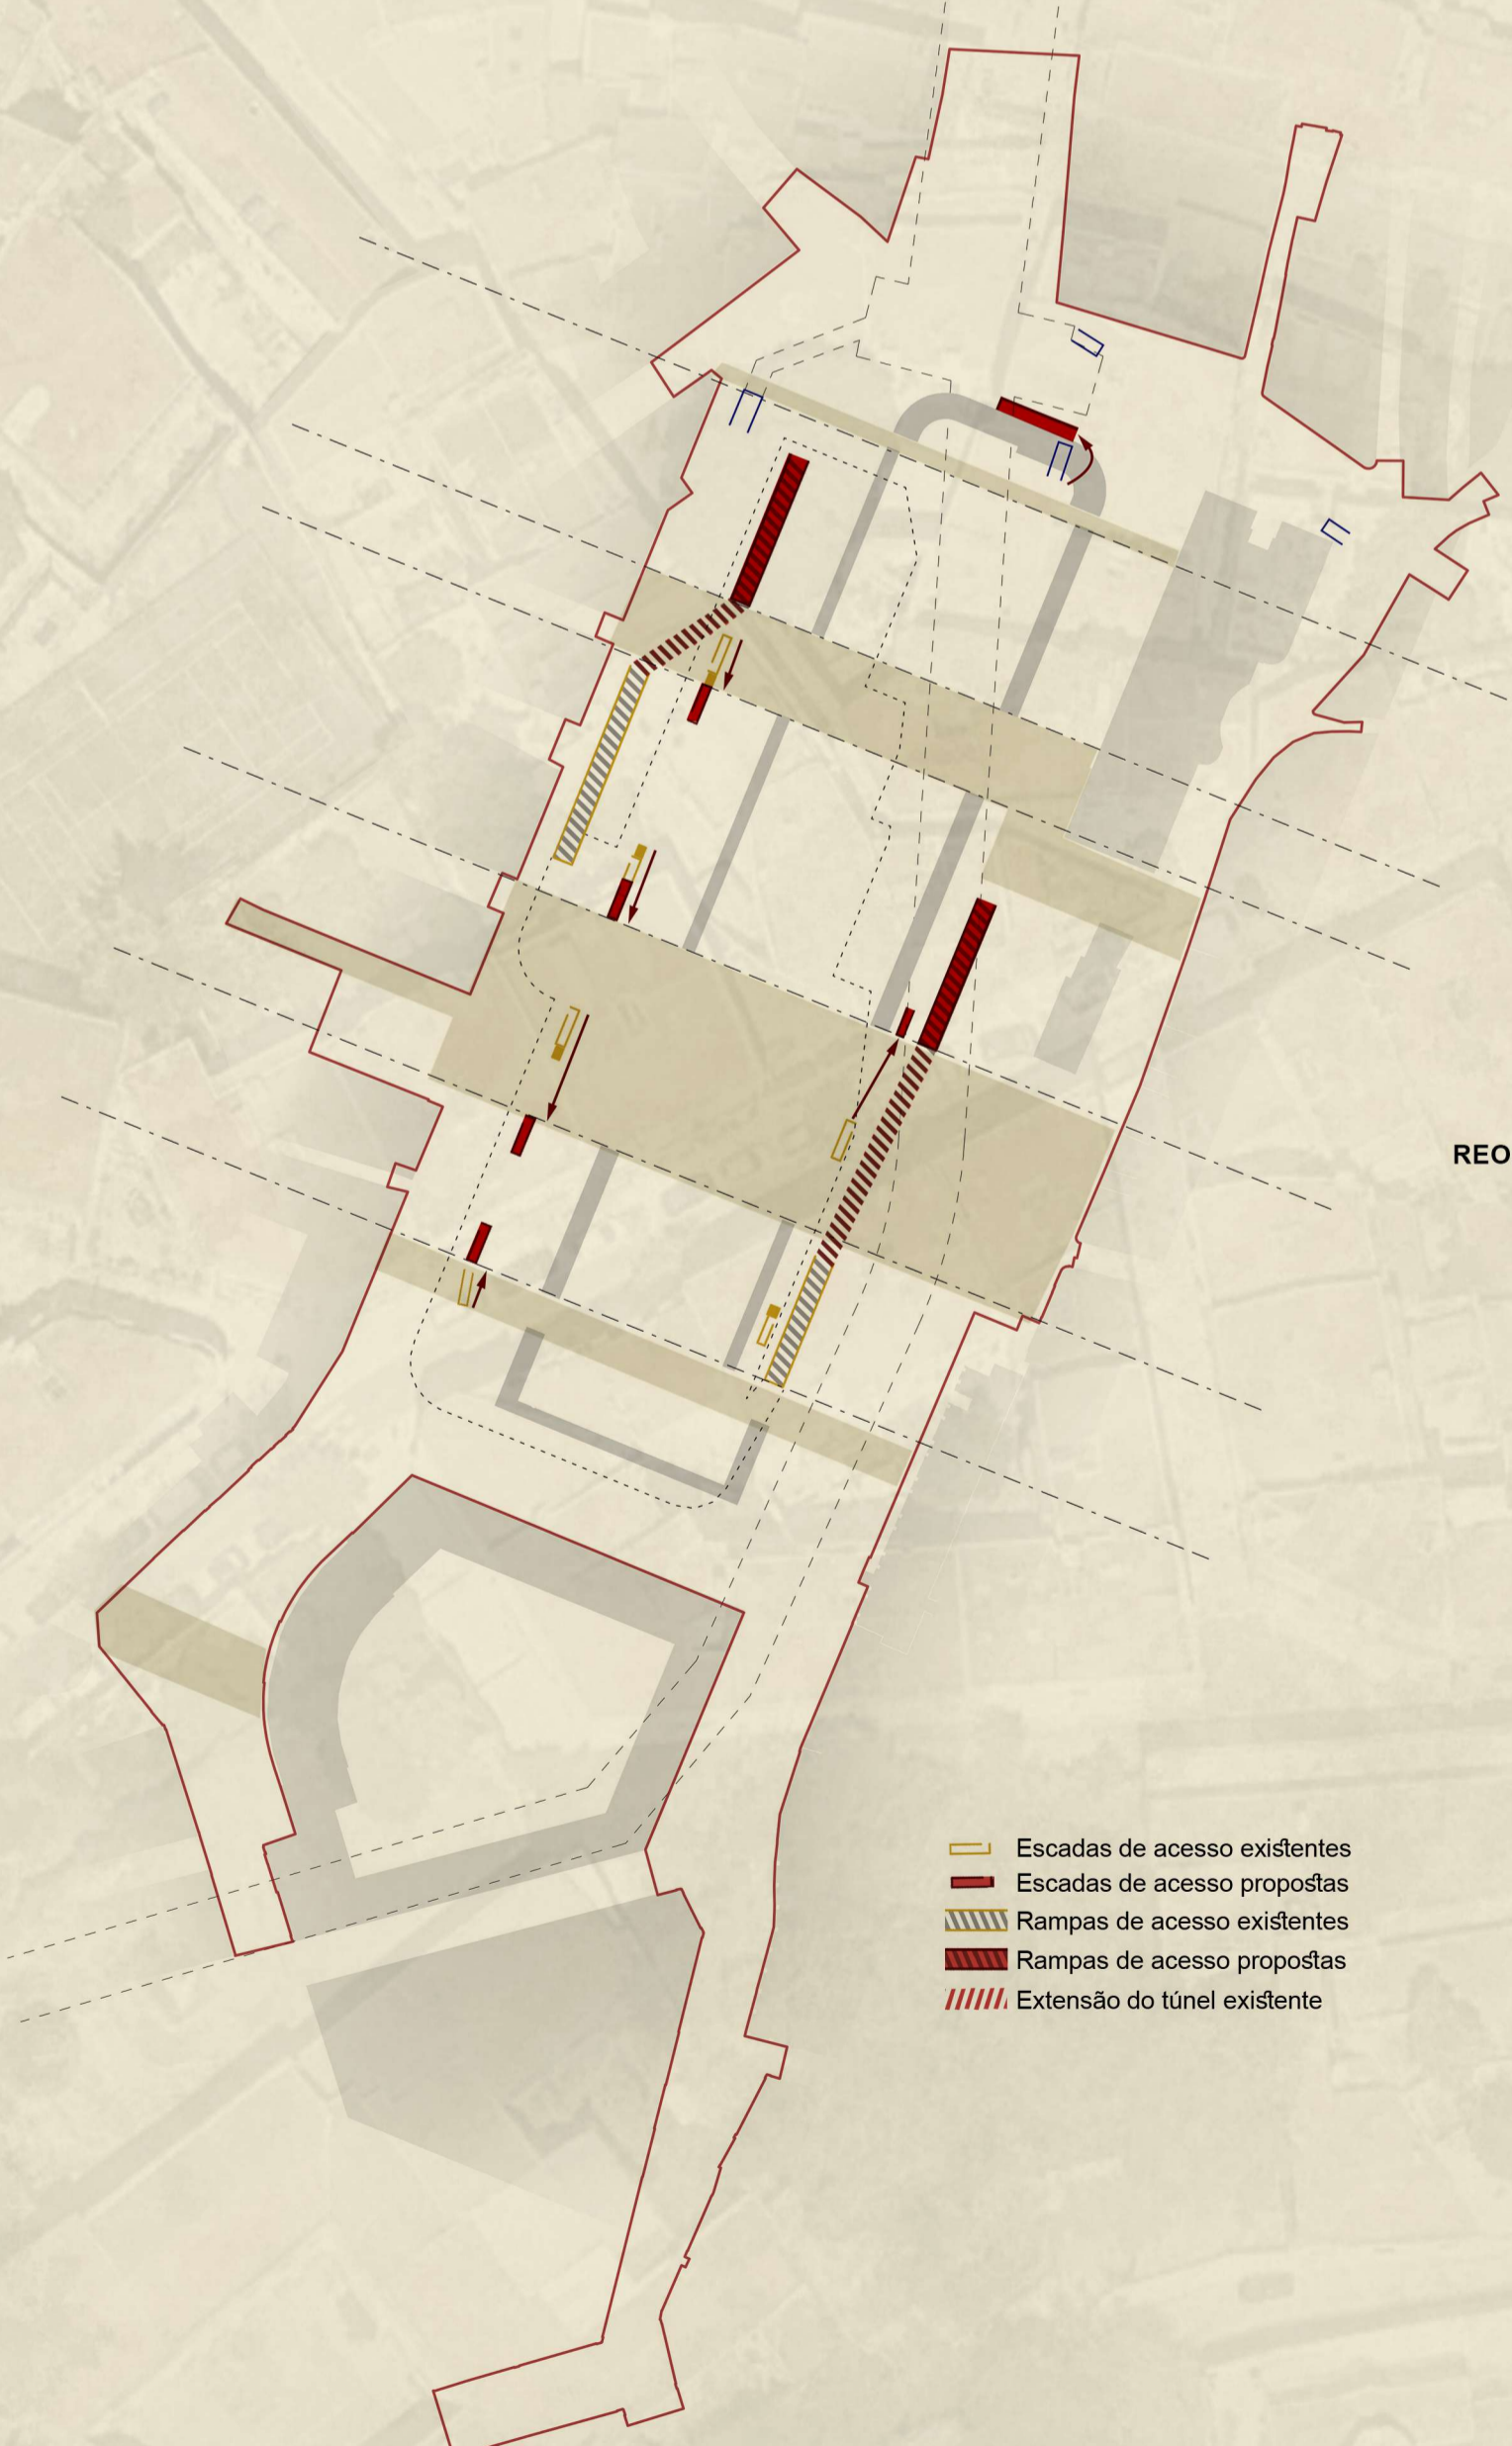 REO
Escadas de acesso existentes
Escadas de acesso propostas
Rampas de acesso existentes
Rampas de acesso propostas
Extensão do túnel existente